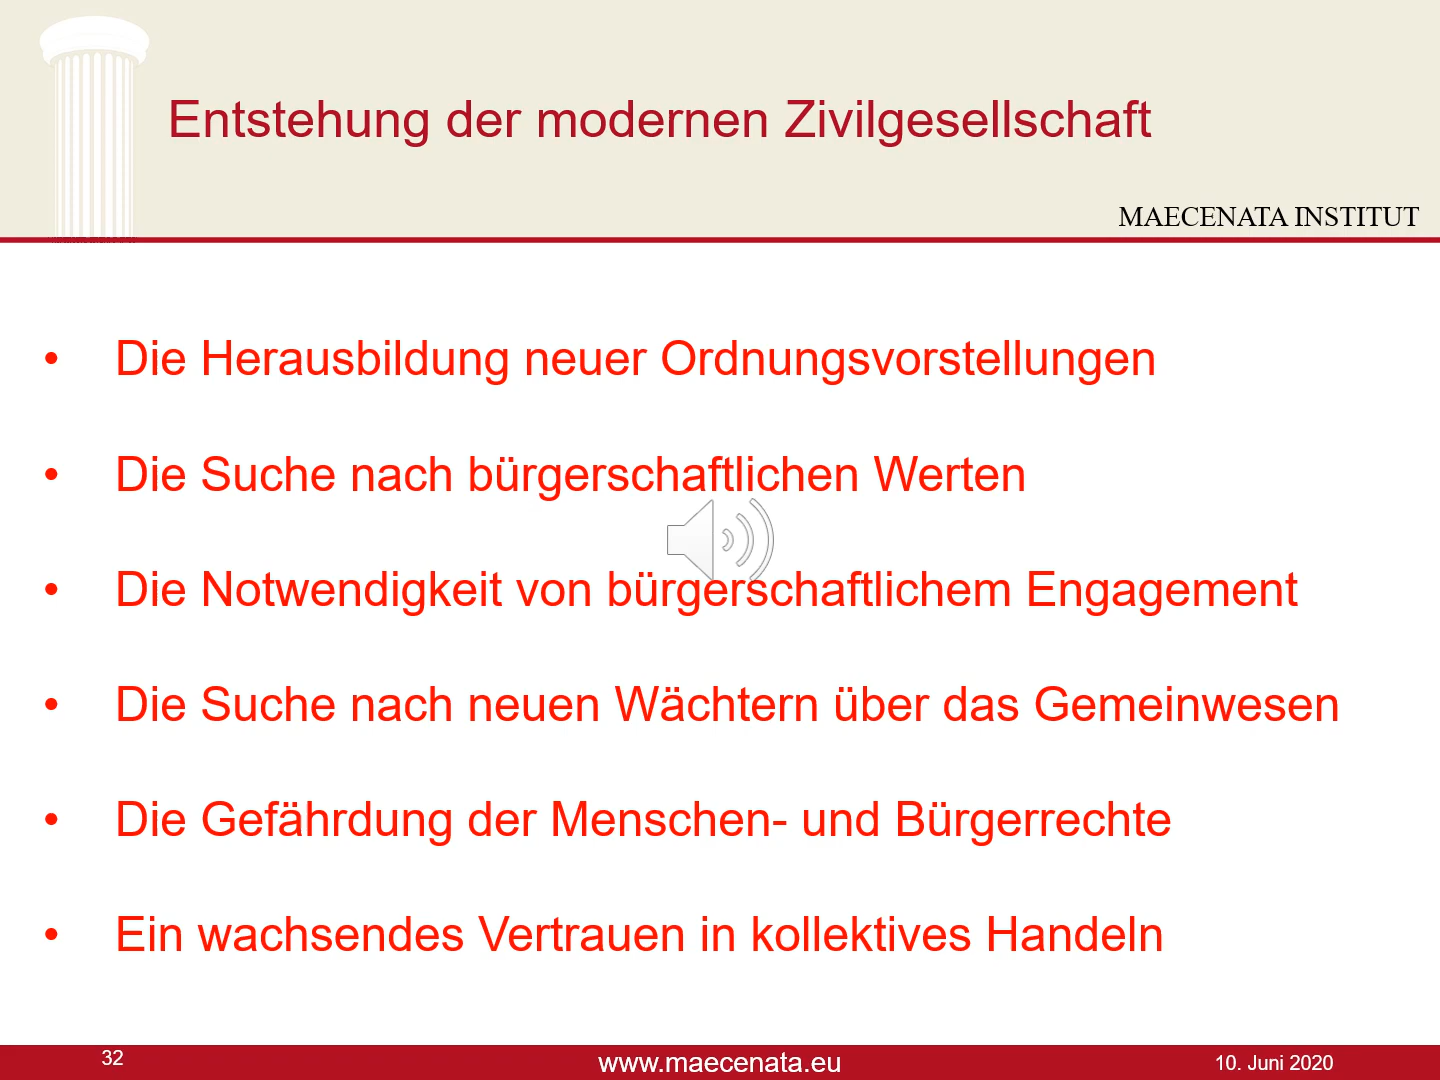 Entstehung der modernen Zivilgesellschaft
MAECENATA INSTITUT
• Die Herausbildung neuer Ordnungsvorstellungen
• Die Suche nach bürgerschaftlichen Werten
• Die Notwendigkeit von bürgerschaftlichem Engagement
• Die Suche nach neuen Wächtern über das Gemeinwesen
• Die Gefährdung der Menschen- und Bürgerrechte
• Ein wachsendes Vertrauen in kollektives Handeln
32
www.maecenata.eu
10. Juni 2020